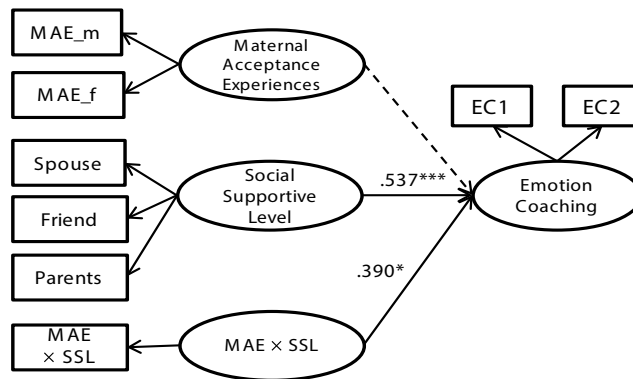 MAE_m
MAE_f
Maternal
Acceptance
Experiences
EC1
EC2
Spouse
Friend
Parents
Social
Supportive
Level
.537***
Emotion
Coaching
.390*
MAE
× SSL
MAE × SSL